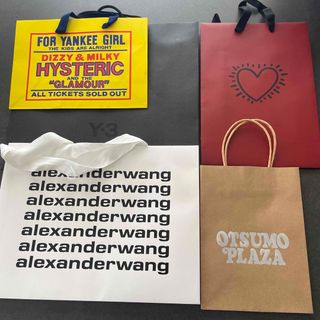 FOR YANKEE GIRL
THE KIDS ARE ALRIGHT
DIZZY & MILKY
HYSTERIC
AND THE
"GLAMOUR"
ALL TICKETS SOLD OUT
Y-3
alexanderwang
alexanderwang
alexanderwang
alexanderwang
alexanderwang
alexanderwang
alexanderwang
OTSUMO
PLAZA